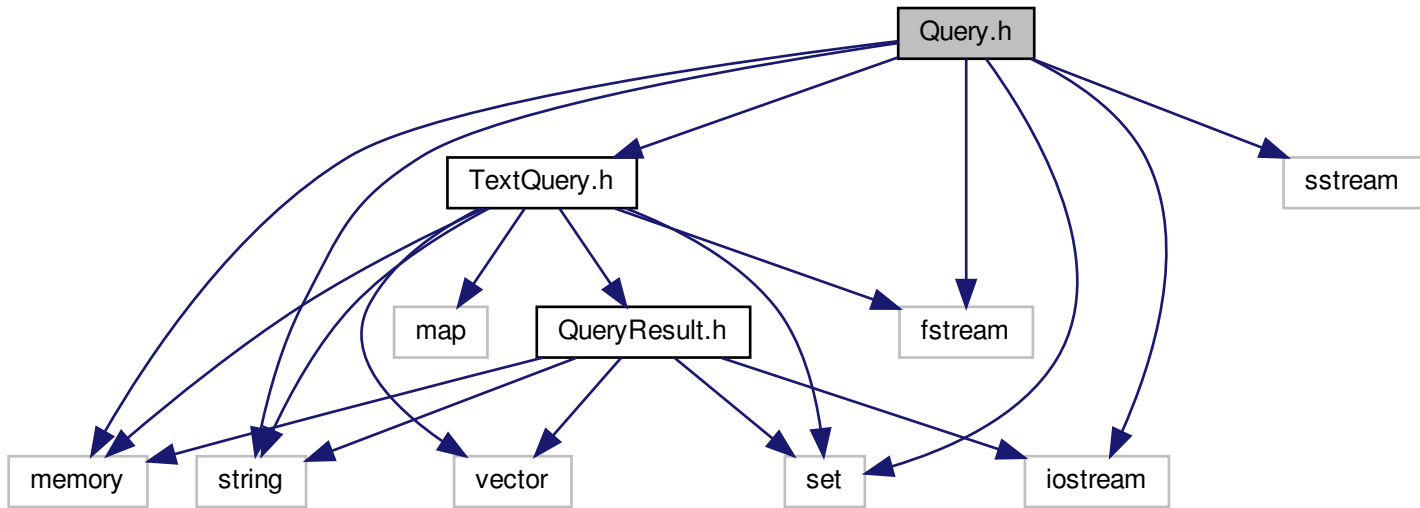 Query.h
TextQuery.h
sstream
map
QueryResult.h
fstream
memory
string
vector
set
iostream